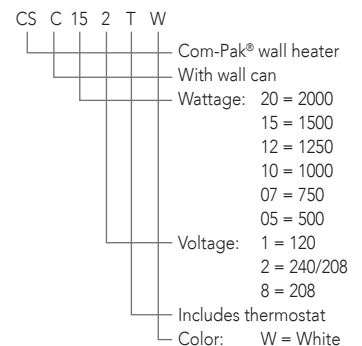 CS C 15 2 T W
Com-Pak® wall heater
With wall can
Wattage: 20 = 2000
15 = 1500
12 = 1250
10 = 1000
07 = 750
05 = 500
Voltage: 1 = 120
2 = 240/208
8 = 208
Includes thermostat
Color: W = White